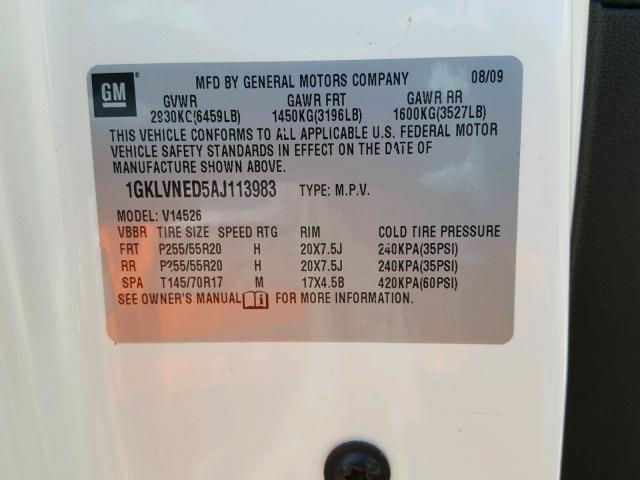 GM ® MFD BY GENERAL MOTORS COMPANY 08/09
GVWR GAWR FRT GAWR RR
2930KG(6459LB) 1450KG(3196LB) 1600KG(3527LB)
THIS VEHICLE CONFORMS TO ALL APPLICABLE U.S. FEDERAL MOTOR
VEHICLE SAFETY STANDARDS IN EFFECT ON THE DATE OF
MANUFACTURE SHOWN ABOVE.
1GKLVNED5AJ113983 TYPE: M.P.V.
MODEL: V14526
VBBR TIRE SIZE SPEED RTG RIM COLD TIRE PRESSURE
FRT P255/55R20 H 20X7.5J 240KPA(35PSI)
RR P255/55R20 H 20X7.5J 240KPA(35PSI)
SPA T145/70R17 M 17X4.5B 420KPA(60PSI)
SEE OWNER'S MANUAL FOR MORE INFORMATION.